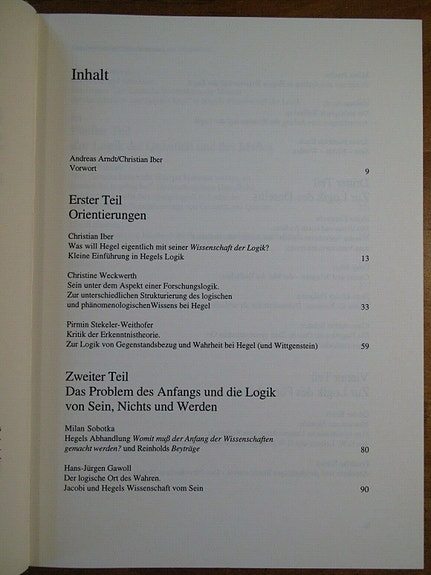 Inhalt
Andreas Arndt/Christian Iber
Vorwort 9
Erster Teil
Orientierungen
Christian Iber
Was will Hegel eigentlich mit seiner Wissenschaft der Logik?
Kleine Einführung in Hegels Logik 13
Christine Weckwerth
Sein unter dem Aspekt einer Forschungslogik.
Zur unterschiedlichen Strukturierung des logischen
und phänomenologischenWissens bei Hegel 33
Pirmin Stekeler-Weithofer
Kritik der Erkenntnistheorie.
Zur Logik von Gegenstandsbezug und Wahrheit bei Hegel (und Wittgenstein) 59
Zweiter Teil
Das Problem des Anfangs und die Logik
von Sein, Nichts und Werden
Milan Sobotka
Hegels Abhandlung Womit muß der Anfang der Wissenschaften
gemacht werden? und Reinholds Beyträge 80
Hans-Jürgen Gawoll
Der logische Ort des Wahren.
Jacobi und Hegels Wissenschaft vom Sein 90